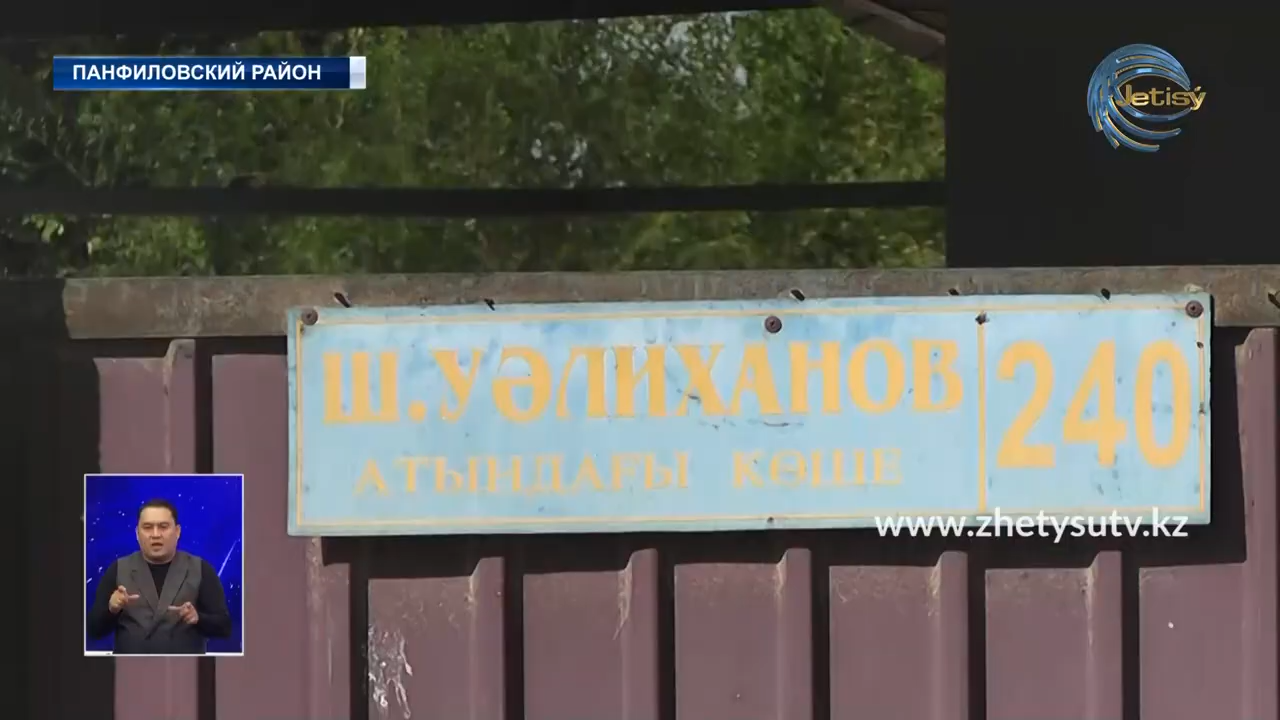 ПАНФИЛОВСКИЙ РАЙОН
Jetisý
Ш.УӘЛИХАНОВ
АТЫНДАҒЫ КӨШЕ
240
www.zhetysutv.kz